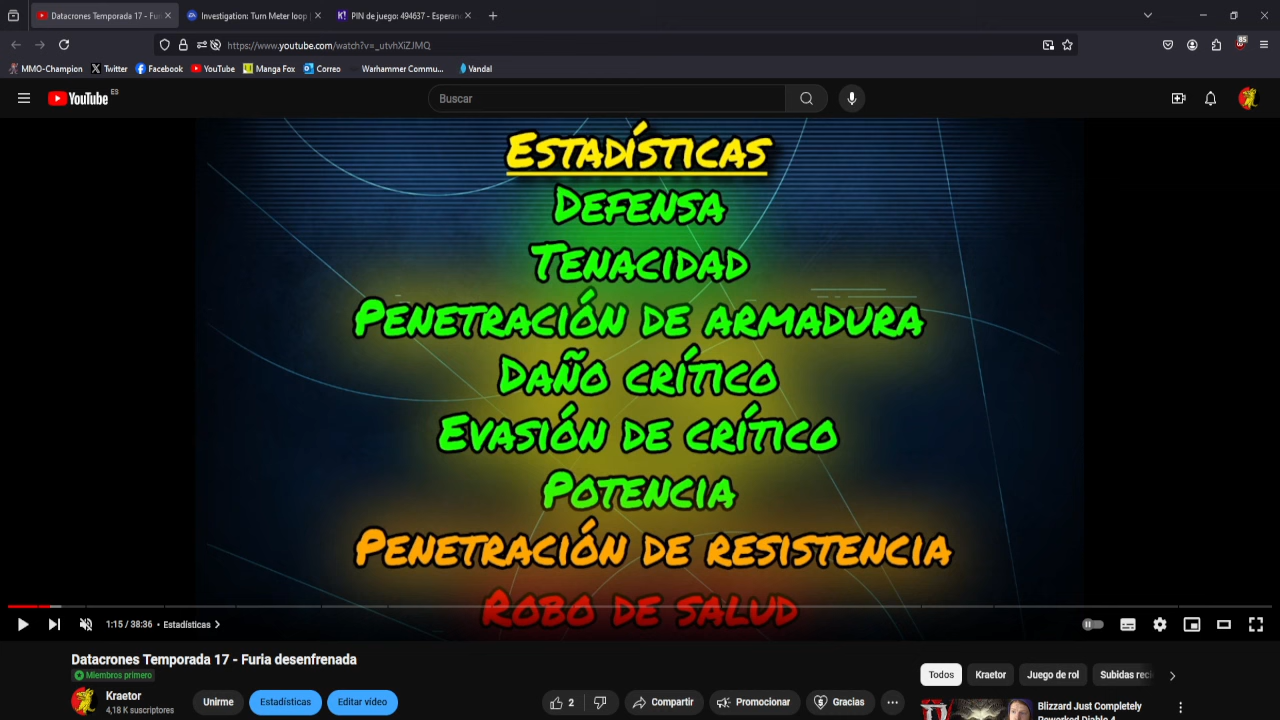 Datacrones Temporada 17 - Furia
Investigation: Turn Meter loop
PIN de juego: 494637 - Esperan
https://www.youtube.com/watch?v=_utvhXiZJMQ
85
MMO-Champion
Twitter
Facebook
YouTube
Manga Fox
Correo
Warhammer Commu...
Vandal
YouTube ES
Buscar
Estadísticas
Defensa
Tenacidad
Penetración de armadura
Daño crítico
Evasión de crítico
Potencia
Penetración de resistencia
Robo de salud
1:15 / 38:36 • Estadísticas
Datacrones Temporada 17 - Furia desenfrenada
Miembros primero
Kraetor
4,18 K suscriptores
Unirme
Estadísticas
Editar vídeo
2
Compartir
Promocionar
Gracias
Todos
Kraetor
Juego de rol
Subidas reci
Blizzard Just Completely
Reworked Diablo 4